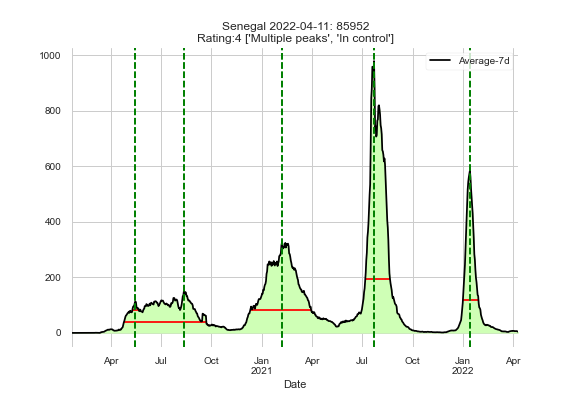 Senegal 2022-04-11: 85952
Rating:4 ['Multiple peaks', 'In control']
Average-7d
1000
800
600
400
200
0
Apr Jul Oct Jan Apr Jul Oct Jan Apr
2021 2022
Date